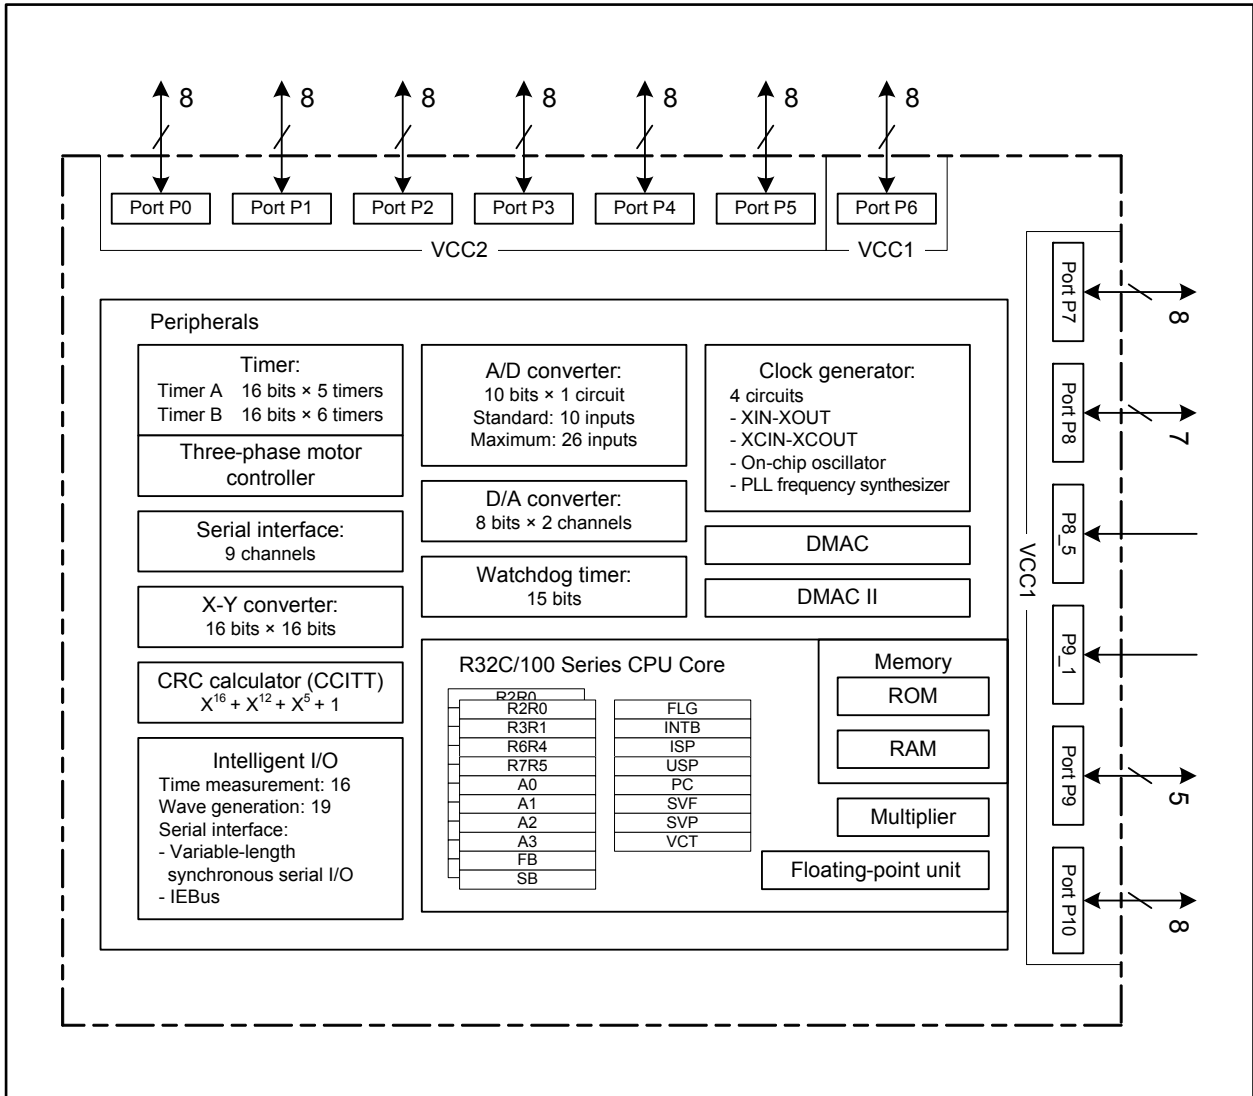 8 8 8 8 8 8 8
Port P0 Port P1 Port P2 Port P3 Port P4 Port P5 Port P6
VCC2 VCC1
Peripherals
Timer:
Timer A 16 bits × 5 timers
Timer B 16 bits × 6 timers
Three-phase motor
controller
Serial interface:
9 channels
X-Y converter:
16 bits × 16 bits
CRC calculator (CCITT)
X¹⁶ + X¹² + X⁵ + 1
Intelligent I/O
Time measurement: 16
Wave generation: 19
Serial interface:
- Variable-length
synchronous serial I/O
- IEBus
A/D converter:
10 bits × 1 circuit
Standard: 10 inputs
Maximum: 26 inputs
D/A converter:
8 bits × 2 channels
Watchdog timer:
15 bits
Clock generator:
4 circuits
- XIN-XOUT
- XCIN-XCOUT
- On-chip oscillator
- PLL frequency synthesizer
DMAC
DMAC II
R32C/100 Series CPU Core
R2R0
R2R0
R3R1
R6R4
R7R5
A0
A1
A2
A3
FB
SB
FLG
INTB
ISP
USP
PC
SVF
SVP
VCT
Memory
ROM
RAM
Multiplier
Floating-point unit
VCC1
Port P7
8
Port P8
7
P8_5
P9_1
Port P9
5
Port P10
8